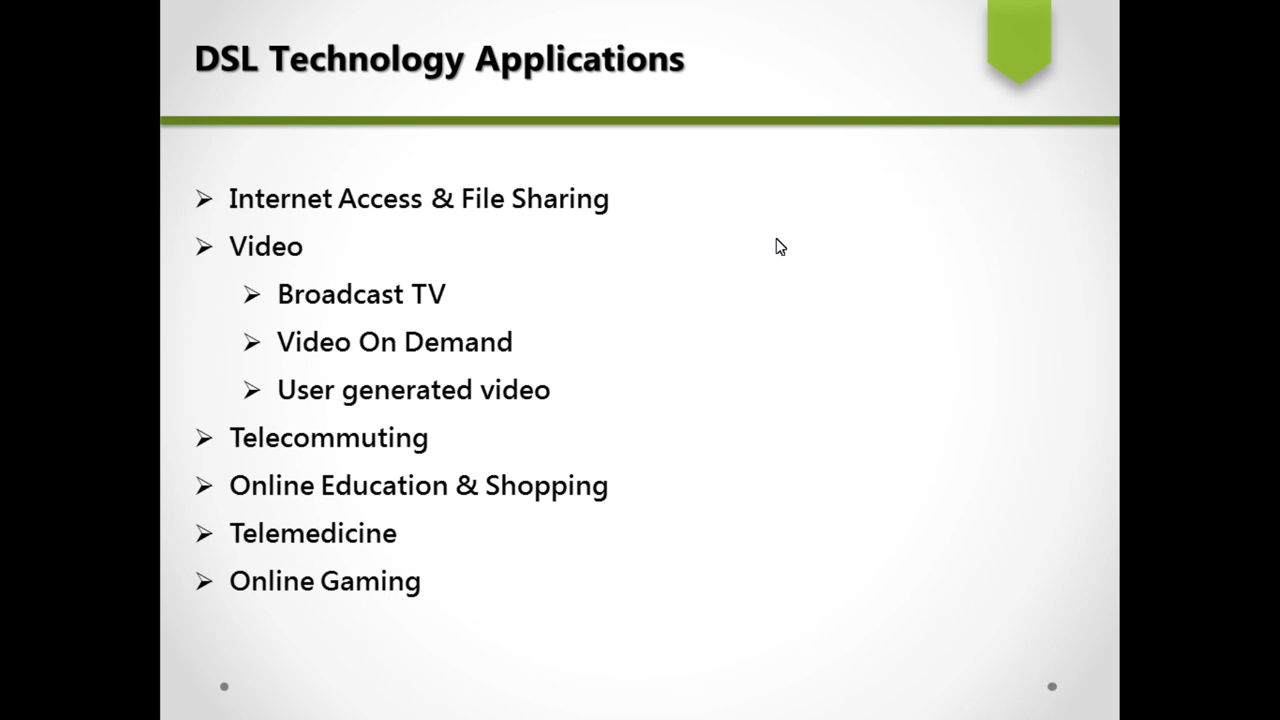 DSL Technology Applications
Internet Access & File Sharing
Video
Broadcast TV
Video On Demand
User generated video
Telecommuting
Online Education & Shopping
Telemedicine
Online Gaming